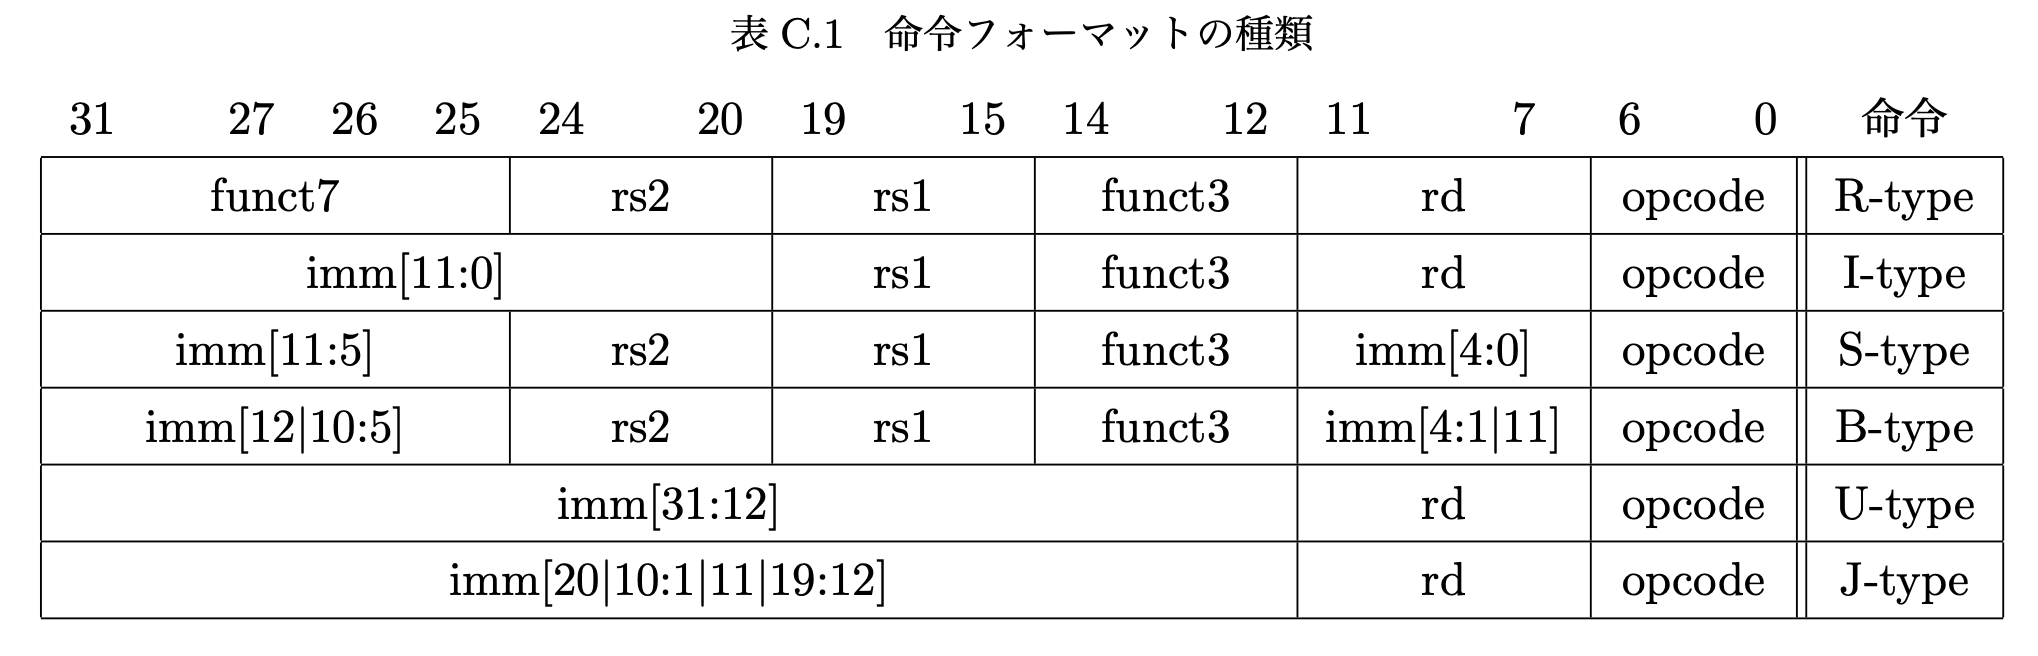 表 C.1　命令フォーマットの種類
31 27 26 25 24 20 19 15 14 12 11 7 6 0 命令
funct7 rs2 rs1 funct3 rd opcode R-type
imm[11:0] rs1 funct3 rd opcode I-type
imm[11:5] rs2 rs1 funct3 imm[4:0] opcode S-type
imm[12|10:5] rs2 rs1 funct3 imm[4:1|11] opcode B-type
imm[31:12] rd opcode U-type
imm[20|10:1|11|19:12] rd opcode J-type